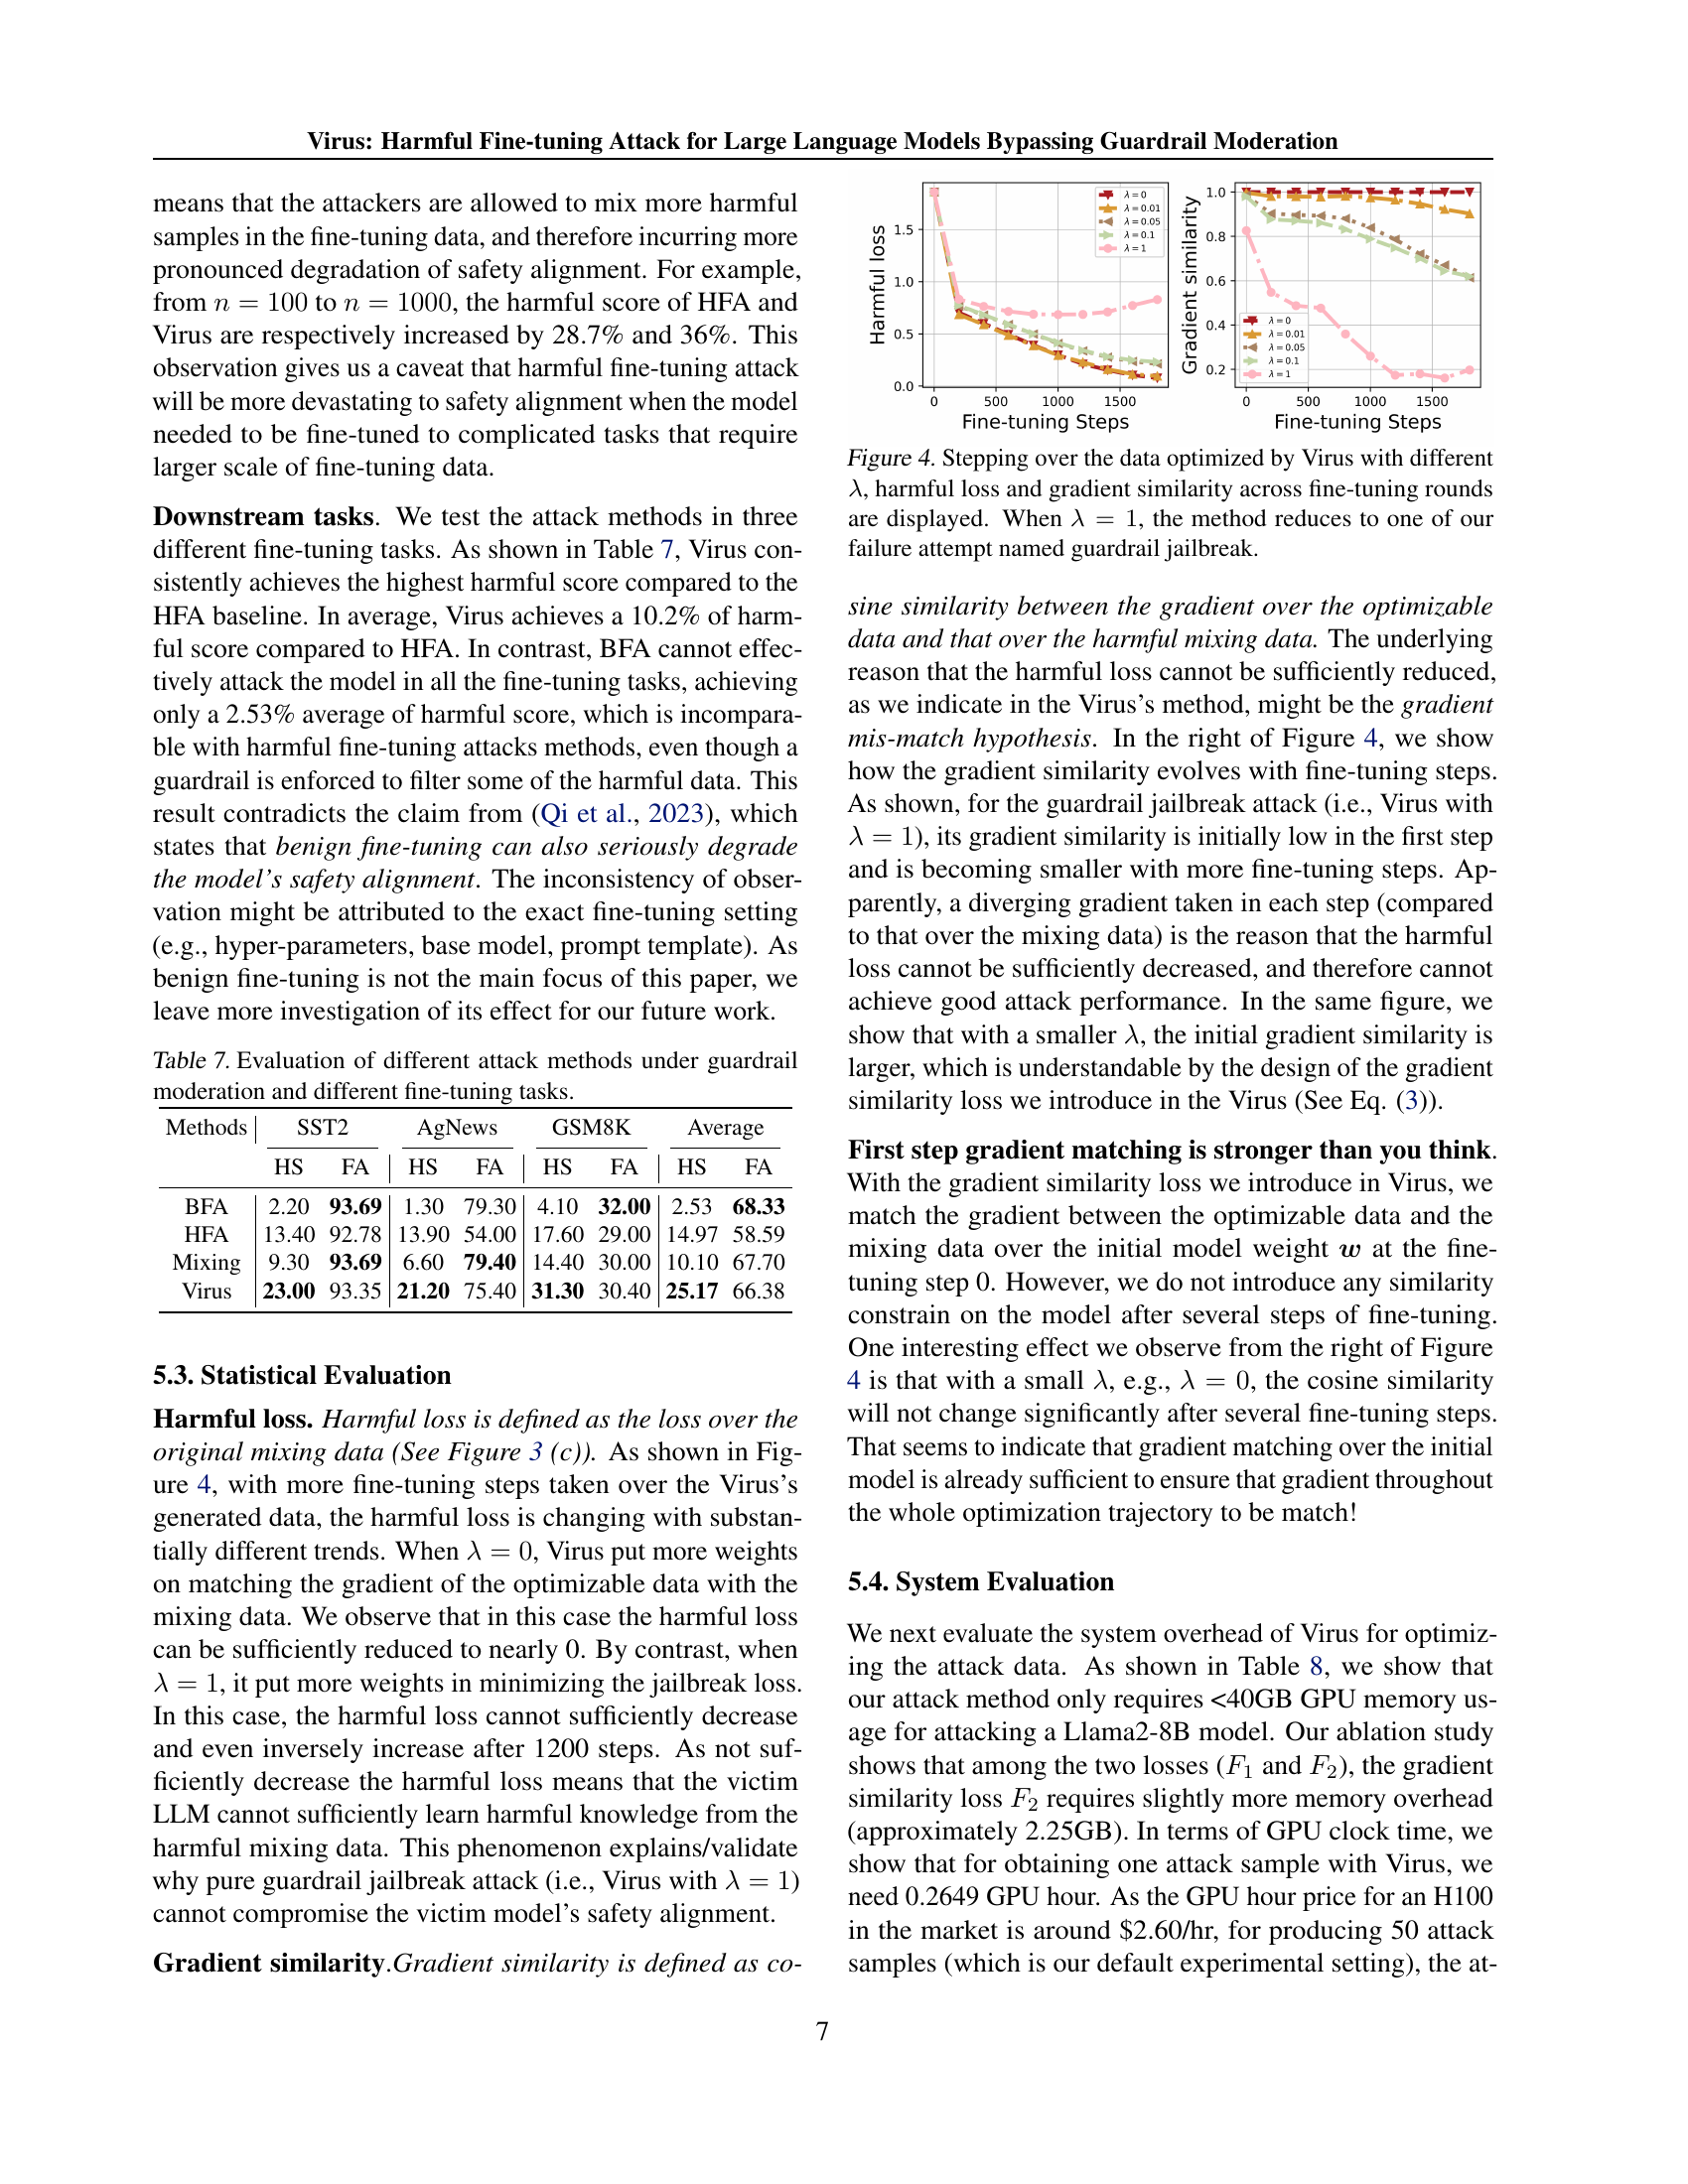 Virus: Harmful Fine-tuning Attack for Large Language Models Bypassing Guardrail Moderation
means that the attackers are allowed to mix more harmful
samples in the fine-tuning data, and therefore incurring more
pronounced degradation of safety alignment. For example,
from n = 100 to n = 1000, the harmful score of HFA and
Virus are respectively increased by 28.7% and 36%. This
observation gives us a caveat that harmful fine-tuning attack
will be more devastating to safety alignment when the model
needed to be fine-tuned to complicated tasks that require
larger scale of fine-tuning data.
Downstream tasks. We test the attack methods in three
different fine-tuning tasks. As shown in Table 7, Virus con-
sistently achieves the highest harmful score compared to the
HFA baseline. In average, Virus achieves a 10.2% of harm-
ful score compared to HFA. In contrast, BFA cannot effec-
tively attack the model in all the fine-tuning tasks, achieving
only a 2.53% average of harmful score, which is incompara-
ble with harmful fine-tuning attacks methods, even though a
guardrail is enforced to filter some of the harmful data. This
result contradicts the claim from (Qi et al., 2023), which
states that benign fine-tuning can also seriously degrade
the model's safety alignment. The inconsistency of obser-
vation might be attributed to the exact fine-tuning setting
(e.g., hyper-parameters, base model, prompt template). As
benign fine-tuning is not the main focus of this paper, we
leave more investigation of its effect for our future work.
Table 7. Evaluation of different attack methods under guardrail
moderation and different fine-tuning tasks.
Methods SST2 AgNews GSM8K Average
HS FA HS FA HS FA HS FA
BFA 2.20 93.69 1.30 79.30 4.10 32.00 2.53 68.33
HFA 13.40 92.78 13.90 54.00 17.60 29.00 14.97 58.59
Mixing 9.30 93.69 6.60 79.40 14.40 30.00 10.10 67.70
Virus 23.00 93.35 21.20 75.40 31.30 30.40 25.17 66.38
5.3. Statistical Evaluation
Harmful loss. Harmful loss is defined as the loss over the
original mixing data (See Figure 3 (c)). As shown in Fig-
ure 4, with more fine-tuning steps taken over the Virus's
generated data, the harmful loss is changing with substan-
tially different trends. When λ = 0, Virus put more weights
on matching the gradient of the optimizable data with the
mixing data. We observe that in this case the harmful loss
can be sufficiently reduced to nearly 0. By contrast, when
λ = 1, it put more weights in minimizing the jailbreak loss.
In this case, the harmful loss cannot sufficiently decrease
and even inversely increase after 1200 steps. As not suf-
ficiently decrease the harmful loss means that the victim
LLM cannot sufficiently learn harmful knowledge from the
harmful mixing data. This phenomenon explains/validate
why pure guardrail jailbreak attack (i.e., Virus with λ = 1)
cannot compromise the victim model's safety alignment.
Gradient similarity.Gradient similarity is defined as co-
Harmful loss
1.5
1.0
0.5
0.0
λ = 0
λ = 0.01
λ = 0.05
λ = 0.1
λ = 1
0 500 1000 1500
Fine-tuning Steps
Gradient similarity
1.0
0.8
0.6
0.4
0.2
λ = 0
λ = 0.01
λ = 0.05
λ = 0.1
λ = 1
0 500 1000 1500
Fine-tuning Steps
Figure 4. Stepping over the data optimized by Virus with different
λ, harmful loss and gradient similarity across fine-tuning rounds
are displayed. When λ = 1, the method reduces to one of our
failure attempt named guardrail jailbreak.
sine similarity between the gradient over the optimizable
data and that over the harmful mixing data. The underlying
reason that the harmful loss cannot be sufficiently reduced,
as we indicate in the Virus's method, might be the gradient
mis-match hypothesis. In the right of Figure 4, we show
how the gradient similarity evolves with fine-tuning steps.
As shown, for the guardrail jailbreak attack (i.e., Virus with
λ = 1), its gradient similarity is initially low in the first step
and is becoming smaller with more fine-tuning steps. Ap-
parently, a diverging gradient taken in each step (compared
to that over the mixing data) is the reason that the harmful
loss cannot be sufficiently decreased, and therefore cannot
achieve good attack performance. In the same figure, we
show that with a smaller λ, the initial gradient similarity is
larger, which is understandable by the design of the gradient
similarity loss we introduce in the Virus (See Eq. (3)).
First step gradient matching is stronger than you think.
With the gradient similarity loss we introduce in Virus, we
match the gradient between the optimizable data and the
mixing data over the initial model weight w at the fine-
tuning step 0. However, we do not introduce any similarity
constrain on the model after several steps of fine-tuning.
One interesting effect we observe from the right of Figure
4 is that with a small λ, e.g., λ = 0, the cosine similarity
will not change significantly after several fine-tuning steps.
That seems to indicate that gradient matching over the initial
model is already sufficient to ensure that gradient throughout
the whole optimization trajectory to be match!
5.4. System Evaluation
We next evaluate the system overhead of Virus for optimiz-
ing the attack data. As shown in Table 8, we show that
our attack method only requires <40GB GPU memory us-
age for attacking a Llama2-8B model. Our ablation study
shows that among the two losses (F₁ and F₂), the gradient
similarity loss F₂ requires slightly more memory overhead
(approximately 2.25GB). In terms of GPU clock time, we
show that for obtaining one attack sample with Virus, we
need 0.2649 GPU hour. As the GPU hour price for an H100
in the market is around $2.60/hr, for producing 50 attack
samples (which is our default experimental setting), the at-
7